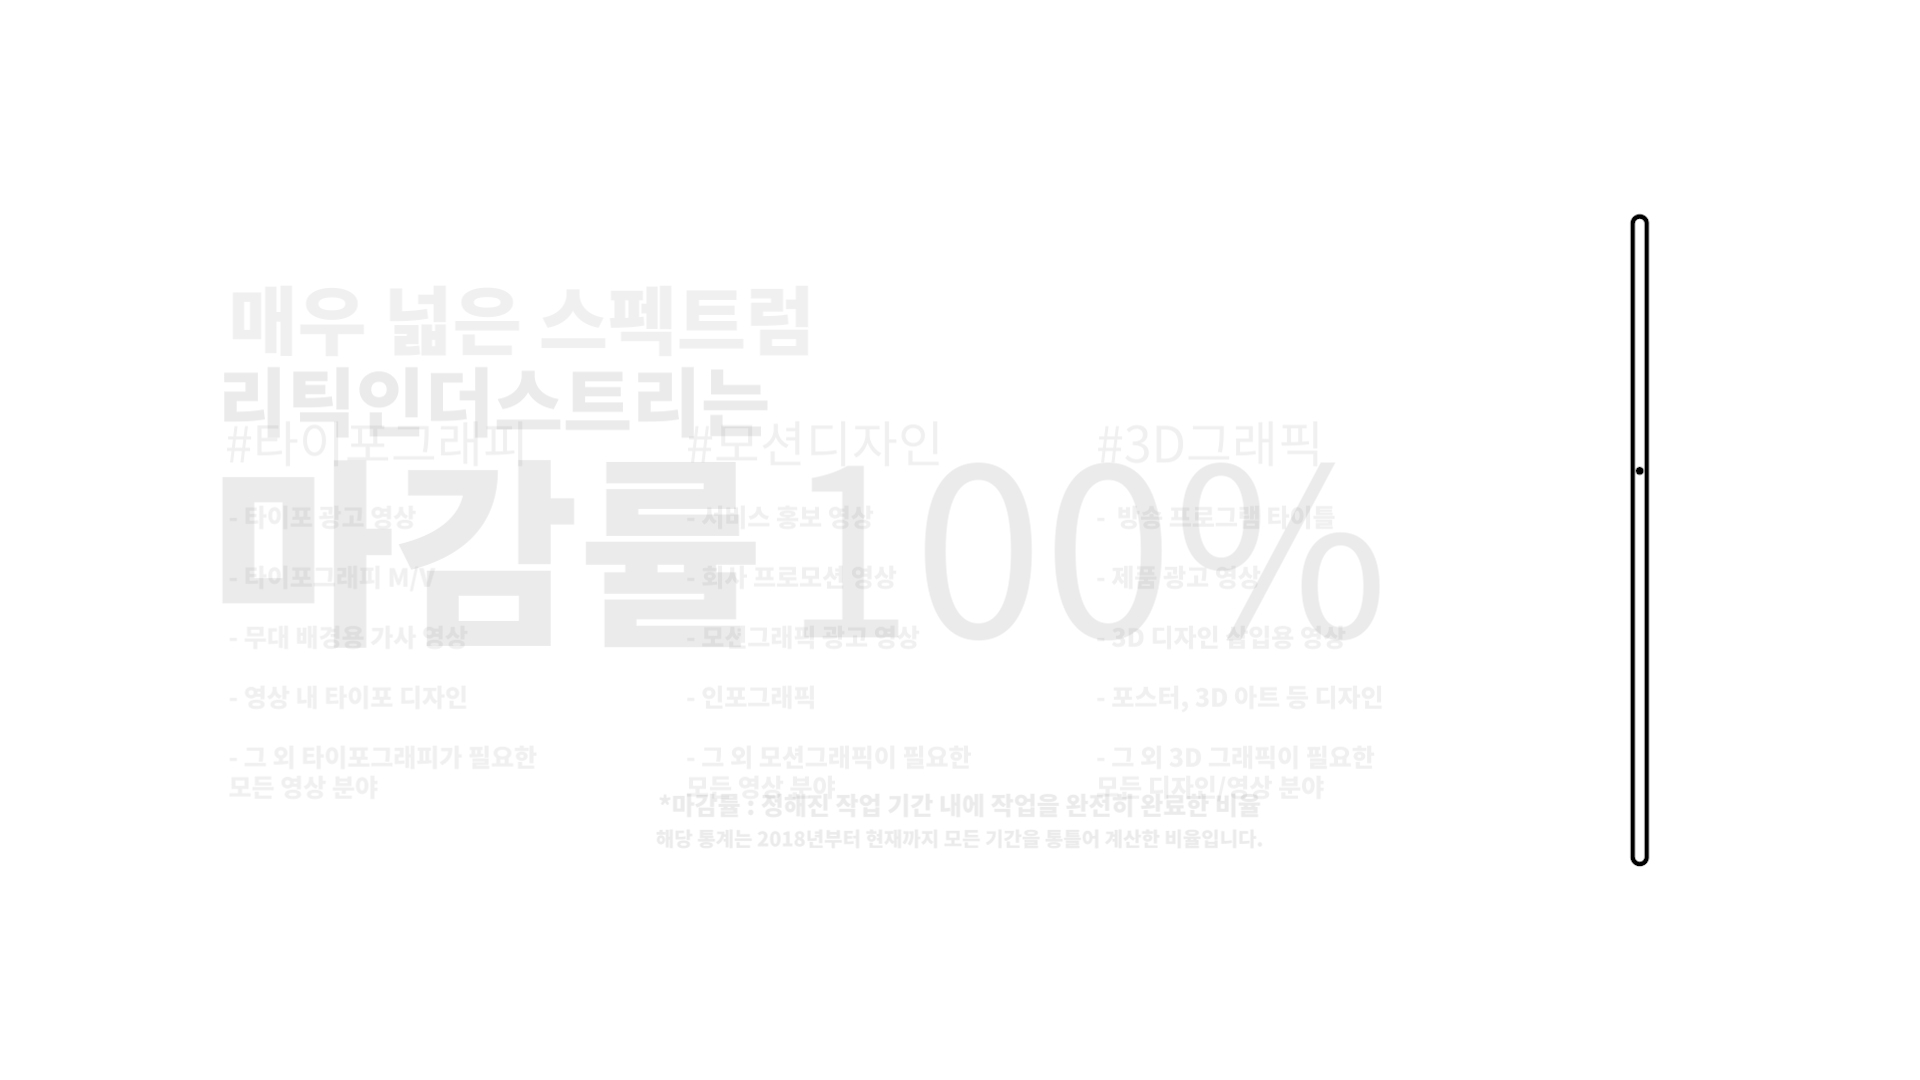 매우 넓은 스펙트럼
리틱인더스트리는
#타이포그래피
#모션디자인
#3D그래픽
마감률 100%
- 타이포 광고 영상
- 타이포그래피 M/V
- 무대 배경용 가사 영상
- 영상 내 타이포 디자인
- 그 외 타이포그래피가 필요한
모든 영상 분야
- 서비스 홍보 영상
- 회사 프로모션 영상
- 모션그래픽 광고 영상
- 인포그래픽
- 그 외 모션그래픽이 필요한
모든 영상 분야
- 방송 프로그램 타이틀
- 제품 광고 영상
- 3D 디자인 삽입용 영상
- 포스터, 3D 아트 등 디자인
- 그 외 3D 그래픽이 필요한
모든 디자인/영상 분야
*마감률 : 정해진 작업 기간 내에 작업을 완전히 완료한 비율
해당 통계는 2018년부터 현재까지 모든 기간을 통틀어 계산한 비율입니다.